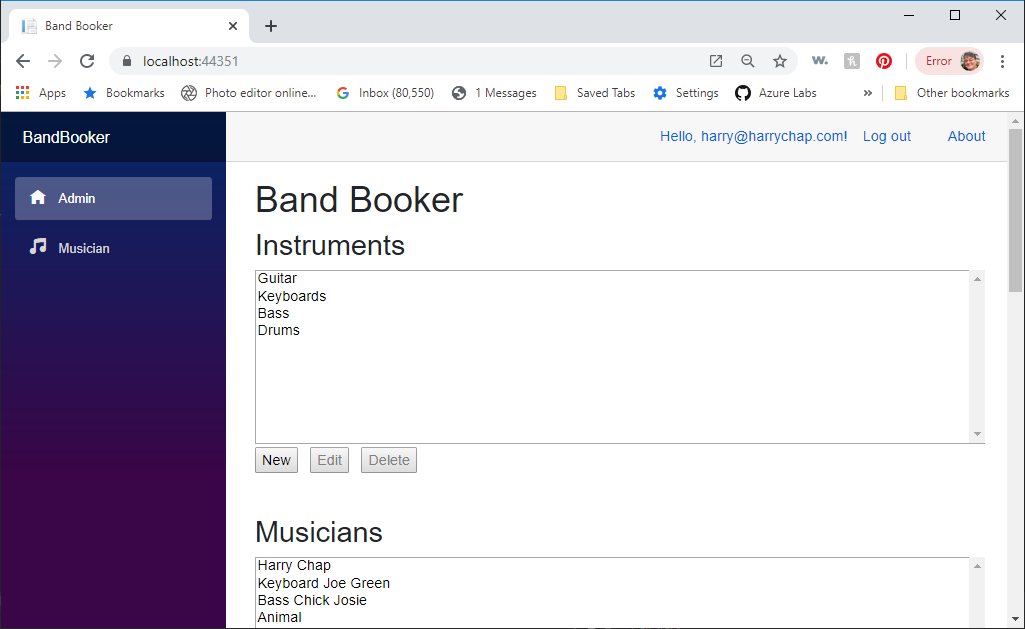 Band Booker
localhost:44351
W.
Error
Apps
Bookmarks
Photo editor online...
Inbox (80,550)
1 Messages
Saved Tabs
Settings
Azure Labs
»
Other bookmarks
BandBooker
Hello, harry@harrychap.com!
Log out
About
Admin
Musician
Band Booker
Instruments
Guitar
Keyboards
Bass
Drums
New
Edit
Delete
Musicians
Harry Chap
Keyboard Joe Green
Bass Chick Josie
Animal